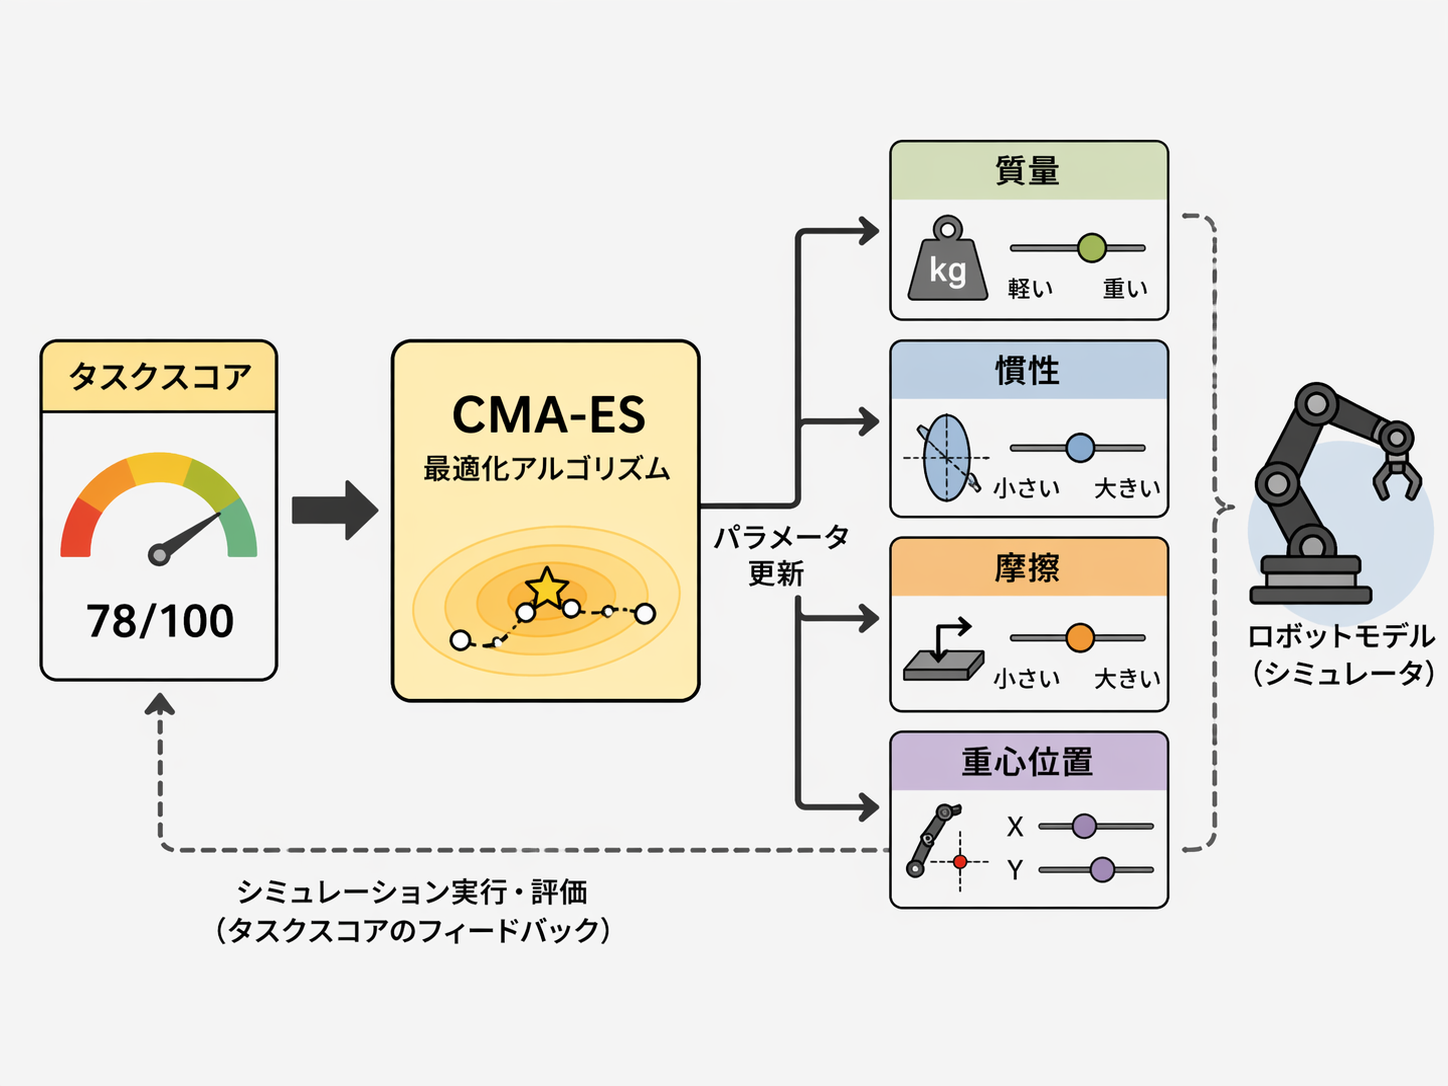 タスクスコア
78/100
CMA-ES
最適化アルゴリズム
パラメータ
更新
質量
kg
軽い 重い
慣性
小さい 大きい
摩擦
小さい 大きい
重心位置
X
Y
ロボットモデル
（シミュレータ）
シミュレーション実行・評価
（タスクスコアのフィードバック）